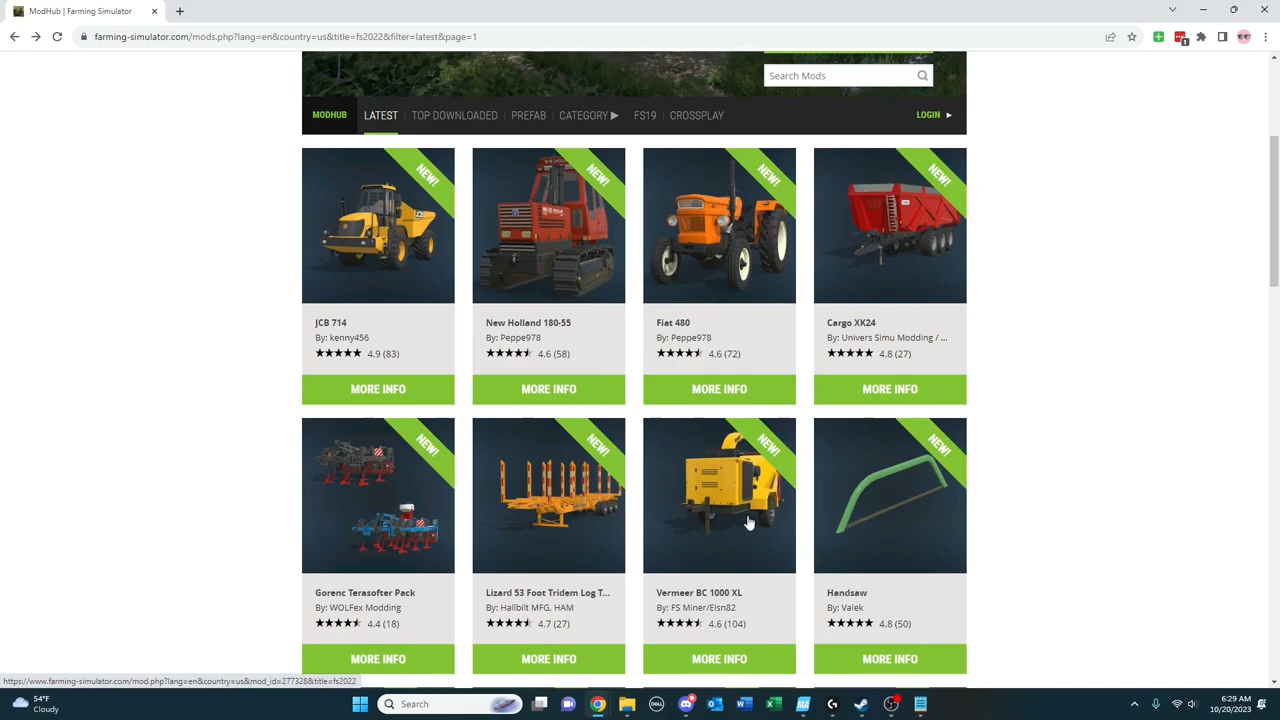 ModHub | Farming Simulator
farming-simulator.com/mods.php?lang=en&country=us&title=fs2022&filter=latest&page=1
Search Mods
MODHUB LATEST TOP DOWNLOADED PREFAB CATEGORY ▶ FS19 CROSSPLAY LOGIN ▶
NEW! NEW! NEW! NEW!
JCB 714 New Holland 180-55 Fiat 480 Cargo XK24
By: kenny456 By: Peppe978 By: Peppe978 By: Univers Simu Modding / ...
★★★★★ 4.9 (83) 4.6 (58) 4.6 (72) 4.8 (27)
MORE INFO MORE INFO MORE INFO MORE INFO
NEW! NEW! NEW! NEW!
Gorenc Terasofter Pack Lizard 53 Foot Tridem Log T... Vermeer BC 1000 XL Handsaw
By: WOLFex Modding By: Hallbilt MFG, HAM By: FS Miner/Elsn82 By: Valek
4.4 (18) 4.7 (27) 4.6 (104) 4.8 (50)
MORE INFO MORE INFO MORE INFO MORE INFO
https://www.farming-simulator.com/mod.php?lang=en&country=us&mod_id=277328&title=fs2022
54°F
Cloudy
Search
6:29 AM
10/20/2023